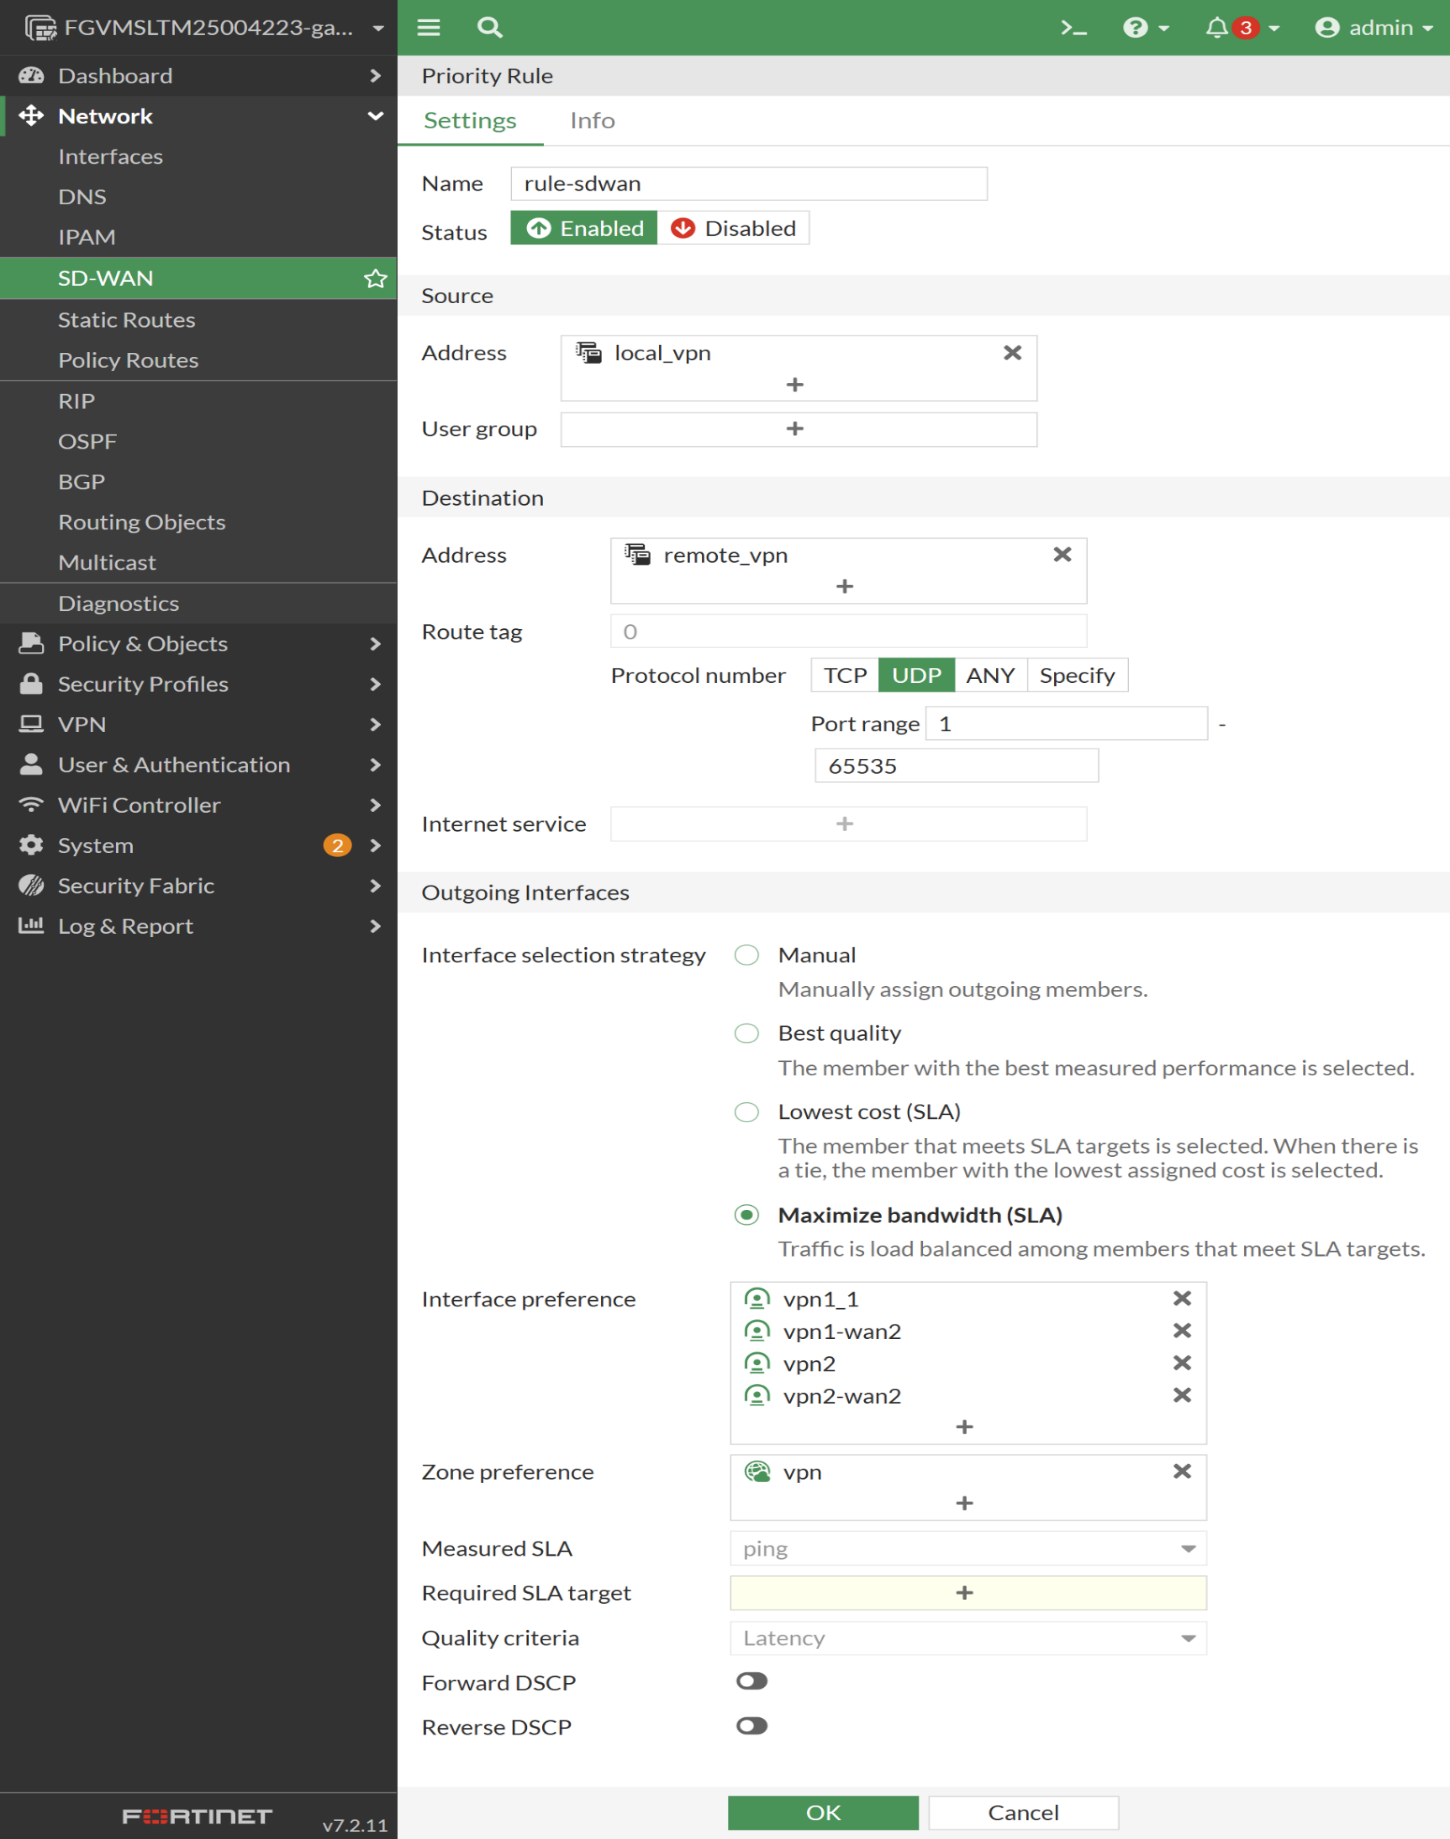 FGVMSLTM25004223-ga...
3
admin
Dashboard
Network
Interfaces
DNS
IPAM
SD-WAN
Static Routes
Policy Routes
RIP
OSPF
BGP
Routing Objects
Multicast
Diagnostics
Policy & Objects
Security Profiles
VPN
User & Authentication
WiFi Controller
System 2
Security Fabric
Log & Report
FORTINET v7.2.11
Priority Rule
Settings Info
Name rule-sdwan
Status Enabled Disabled
Source
Address local_vpn
+
User group +
Destination
Address remote_vpn
+
Route tag 0
Protocol number TCP UDP ANY Specify
Port range 1 -
65535
Internet service +
Outgoing Interfaces
Interface selection strategy Manual
Manually assign outgoing members.
Best quality
The member with the best measured performance is selected.
Lowest cost (SLA)
The member that meets SLA targets is selected. When there is
a tie, the member with the lowest assigned cost is selected.
Maximize bandwidth (SLA)
Traffic is load balanced among members that meet SLA targets.
Interface preference vpn1_1
vpn1-wan2
vpn2
vpn2-wan2
+
Zone preference vpn
+
Measured SLA ping
Required SLA target +
Quality criteria Latency
Forward DSCP
Reverse DSCP
OK Cancel